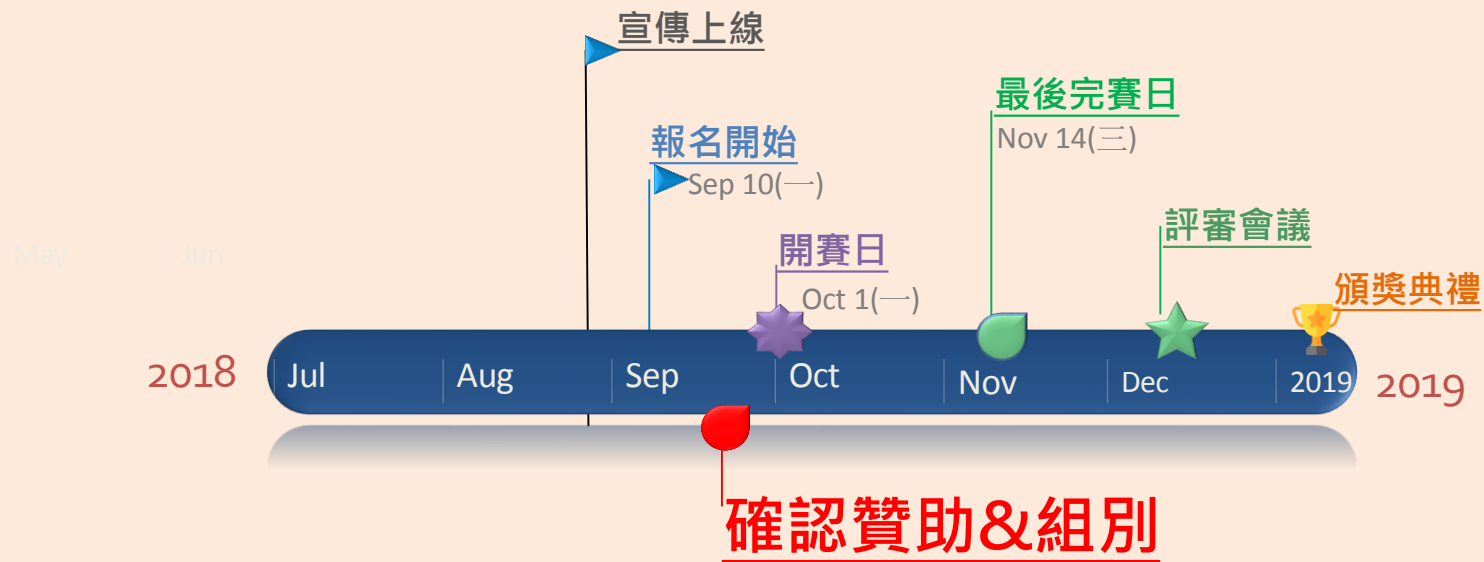 宣傳上線
最後完賽日
Nov 14(三)
報名開始
Sep 10(一)
評審會議
開賽日
Oct 1(一)
May Jun
頒獎典禮
2018 Jul Aug Sep Oct Nov Dec 2019 2019
確認贊助&組別